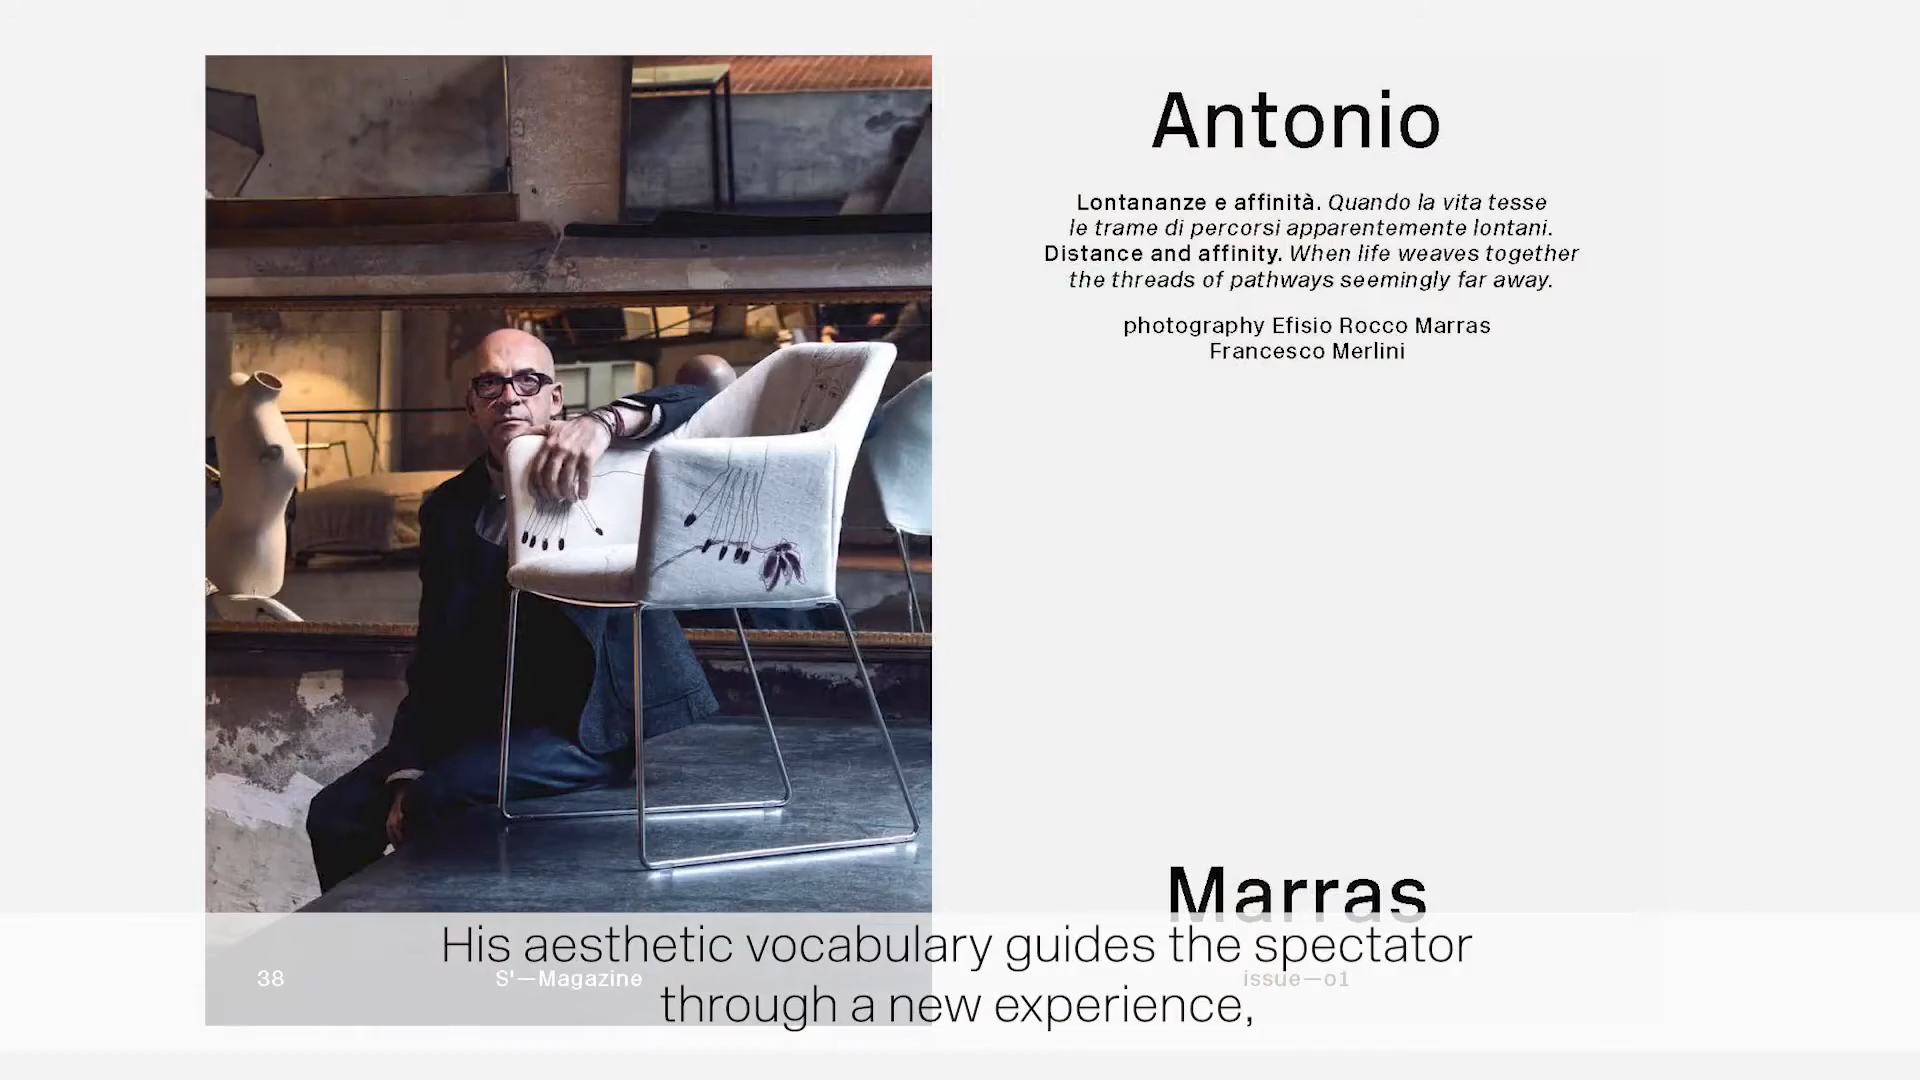 Antonio
Lontananze e affinità. Quando la vita tesse
le trame di percorsi apparentemente lontani.
Distance and affinity. When life weaves together
the threads of pathways seemingly far away.
photography Efisio Rocco Marras
Francesco Merlini
Marras
His aesthetic vocabulary guides the spectator
through a new experience,
38
S'—Magazine
issue—o1